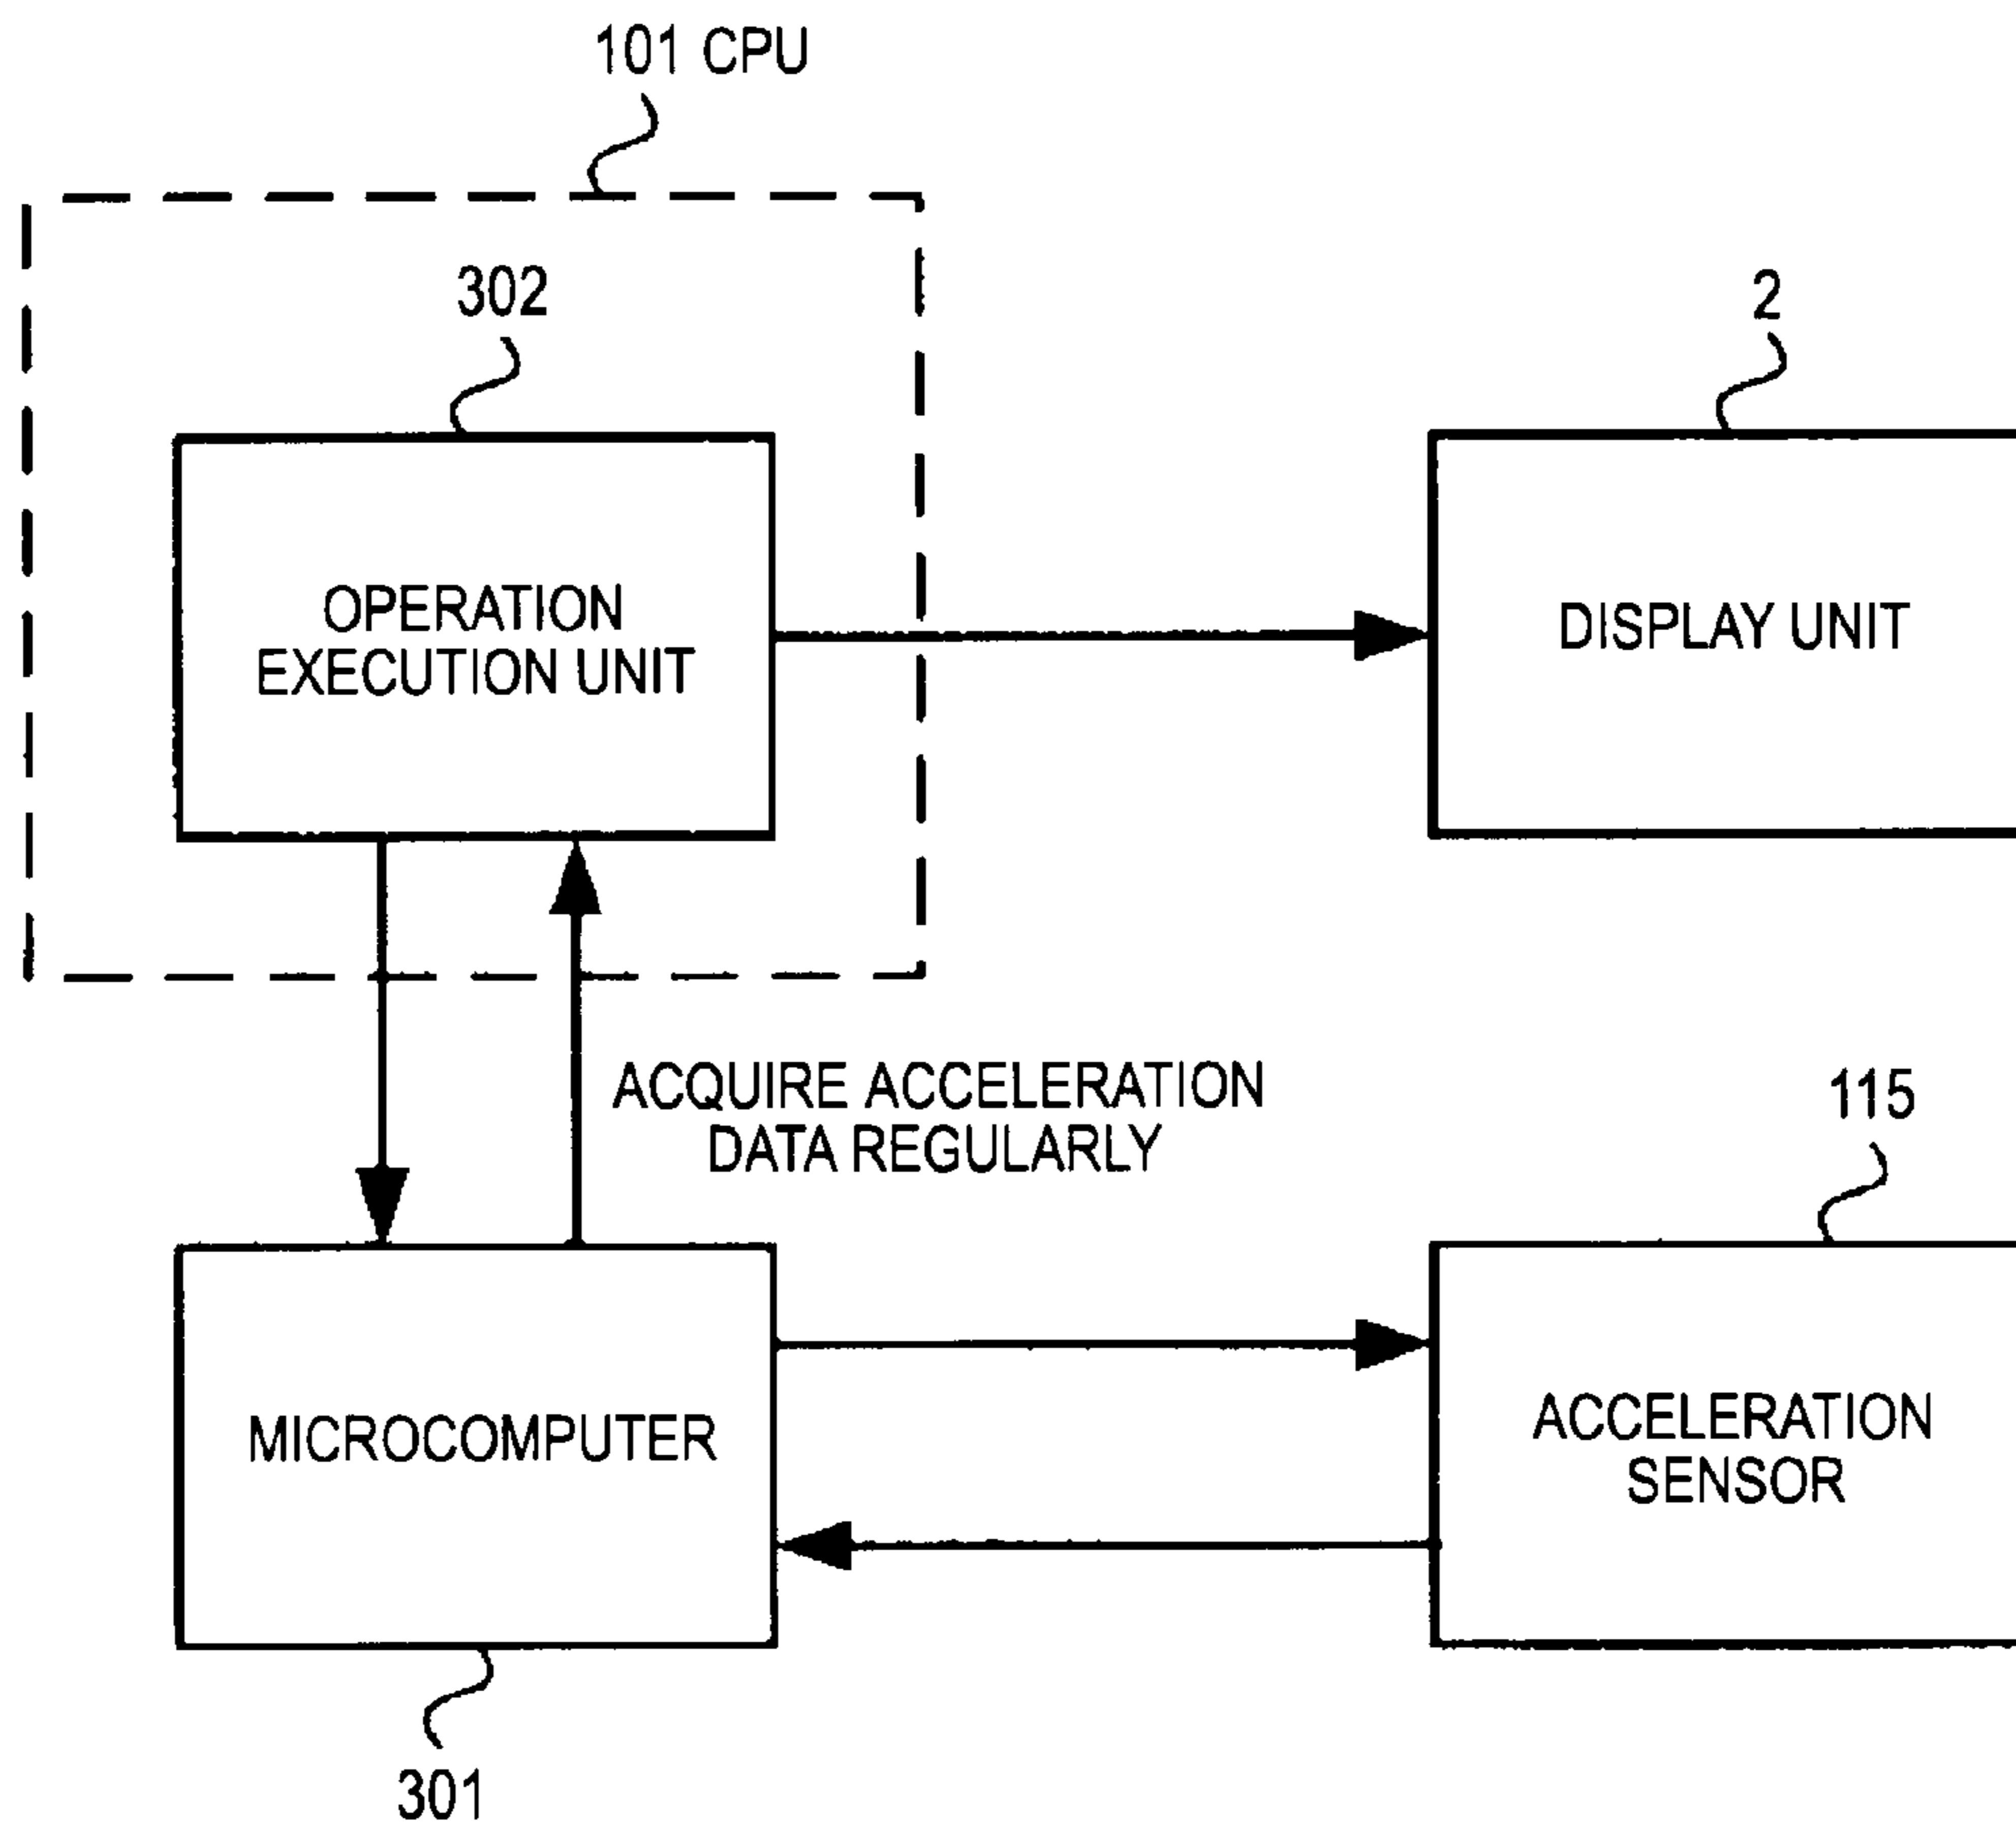 101 CPU
302
2
OPERATION
EXECUTION UNIT
DISPLAY UNIT
ACQUIRE ACCELERATION
DATA REGULARLY
115
MICROCOMPUTER
ACCELERATION
SENSOR
301